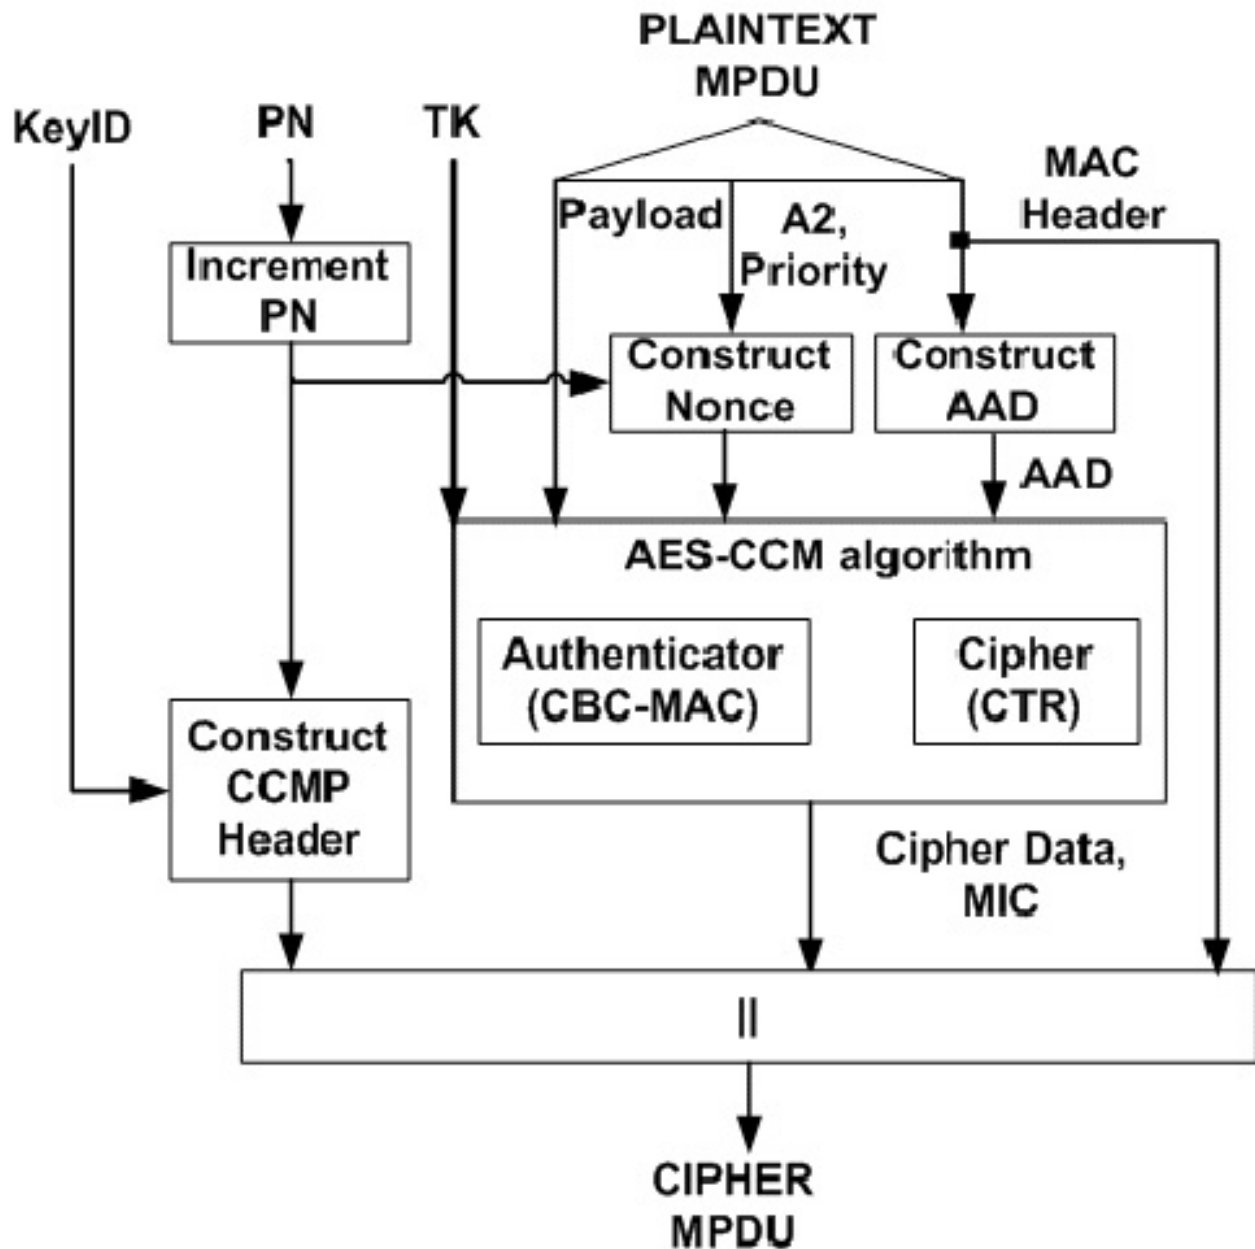 PLAINTEXT
MPDU
KeyID
PN
TK
MAC
Header
Payload
A2,
Priority
Increment
PN
Construct
Nonce
Construct
AAD
AAD
AES-CCM algorithm
Authenticator
(CBC-MAC)
Cipher
(CTR)
Construct
CCMP
Header
Cipher Data,
MIC
||
CIPHER
MPDU